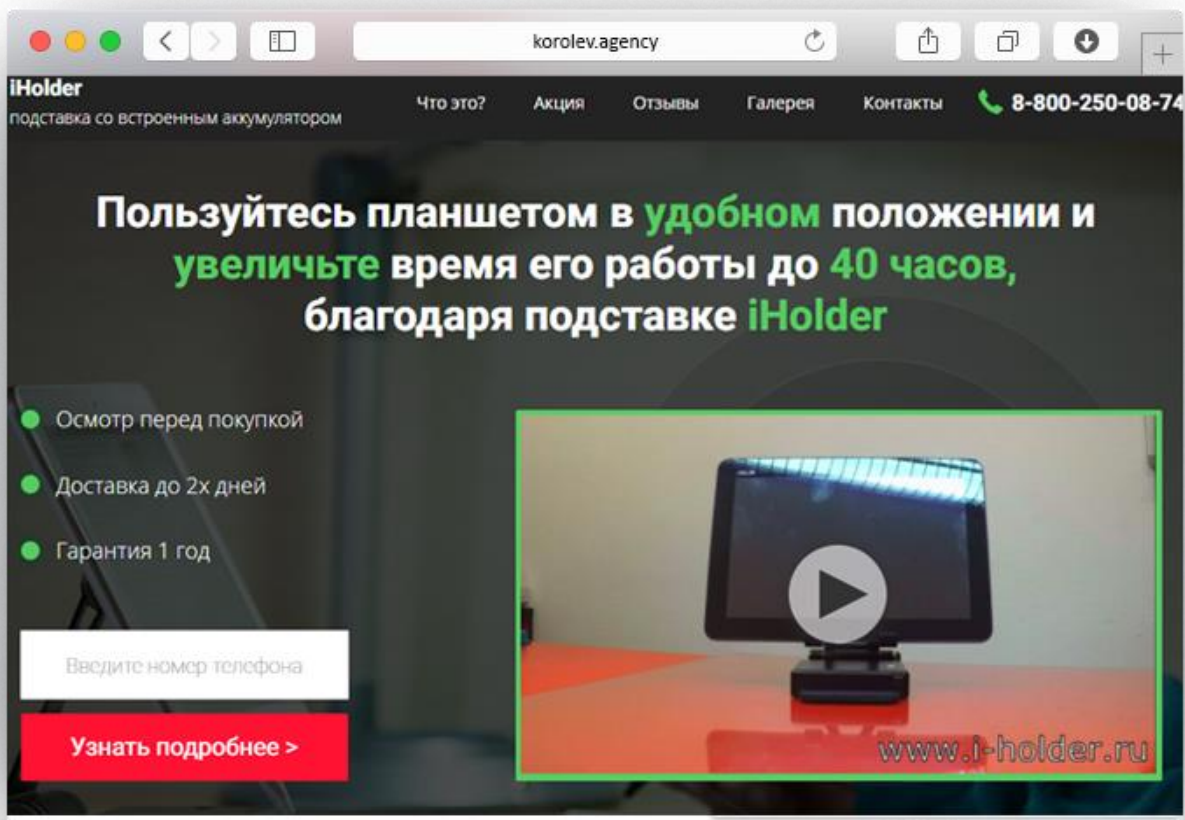 korolev.agency
iHolder
подставка со встроенным аккумулятором
Что это?
Акция
Отзывы
Галерея
Контакты
8-800-250-08-74
Пользуйтесь планшетом в удобном положении и
увеличьте время его работы до 40 часов,
благодаря подставке iHolder
Осмотр перед покупкой
Доставка до 2х дней
Гарантия 1 год
Введите номер телефона
Узнать подробнее >
www.i-holder.ru